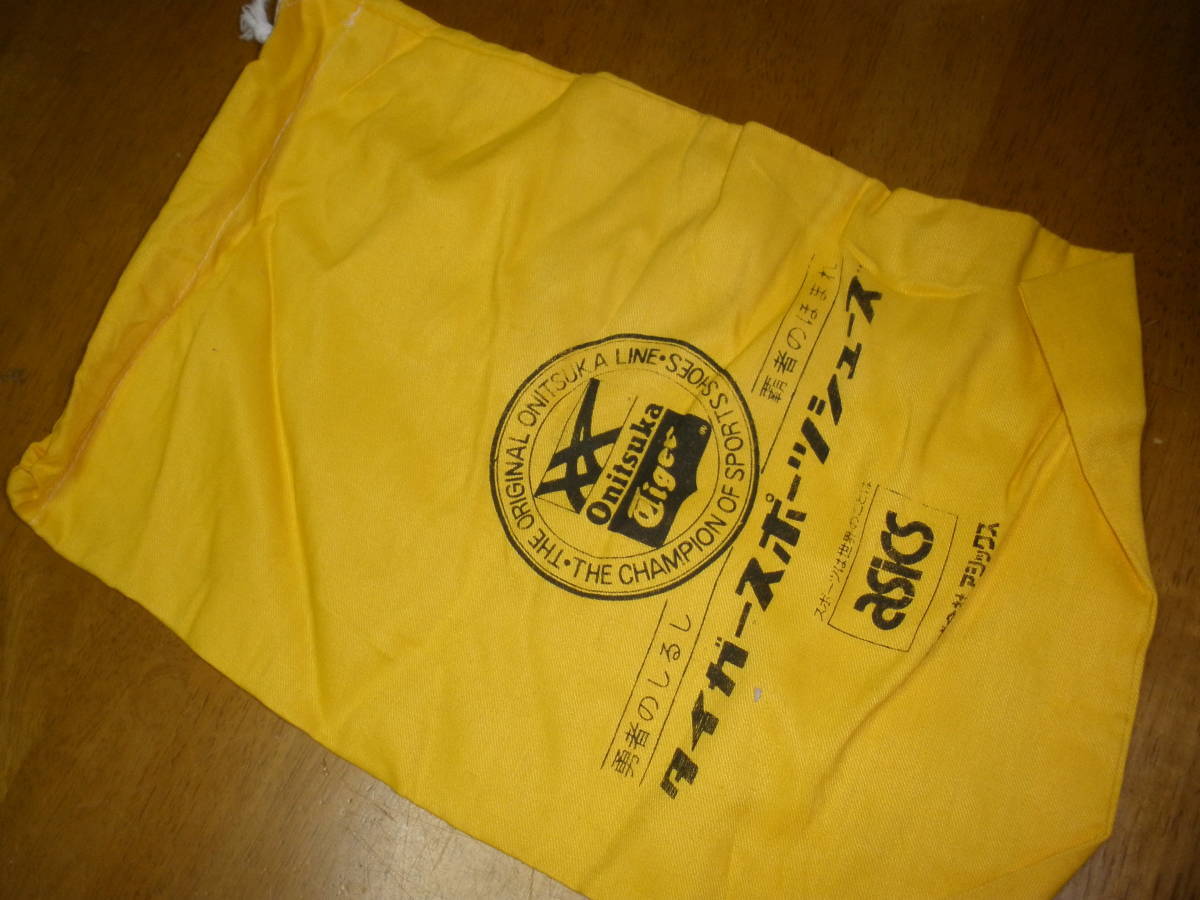 THE ORIGINAL ONITSUKA LINE・
THE CHAMPION OF SPORTS SHOES・
Onitsuka
Tiger
勇者のしるし
覇者のほまれ
タイガースポーツシューズ
スポーツは世界のことば
asics
アシックス